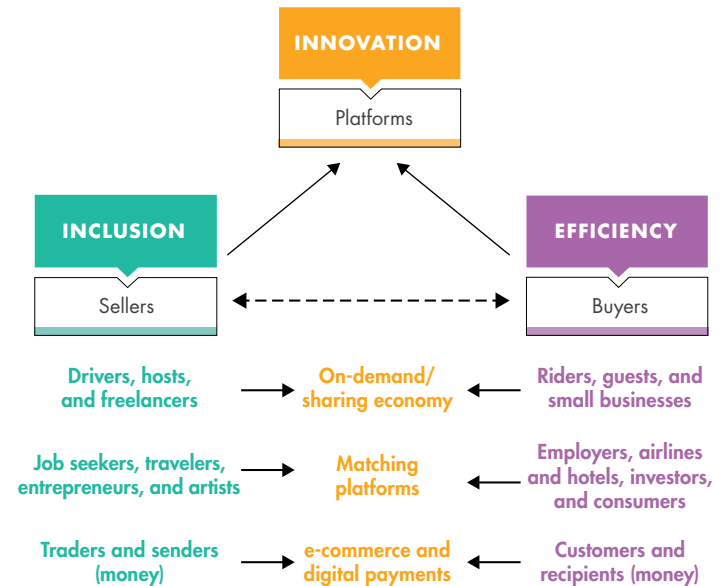 INNOVATION
Platforms
INCLUSION
EFFICIENCY
Sellers
Buyers
Drivers, hosts,
and freelancers
On-demand/
sharing economy
Riders, guests, and
small businesses
Job seekers, travelers,
entrepreneurs, and artists
Matching
platforms
Employers, airlines
and hotels, investors,
and consumers
Traders and senders
(money)
e-commerce and
digital payments
Customers and
recipients (money)